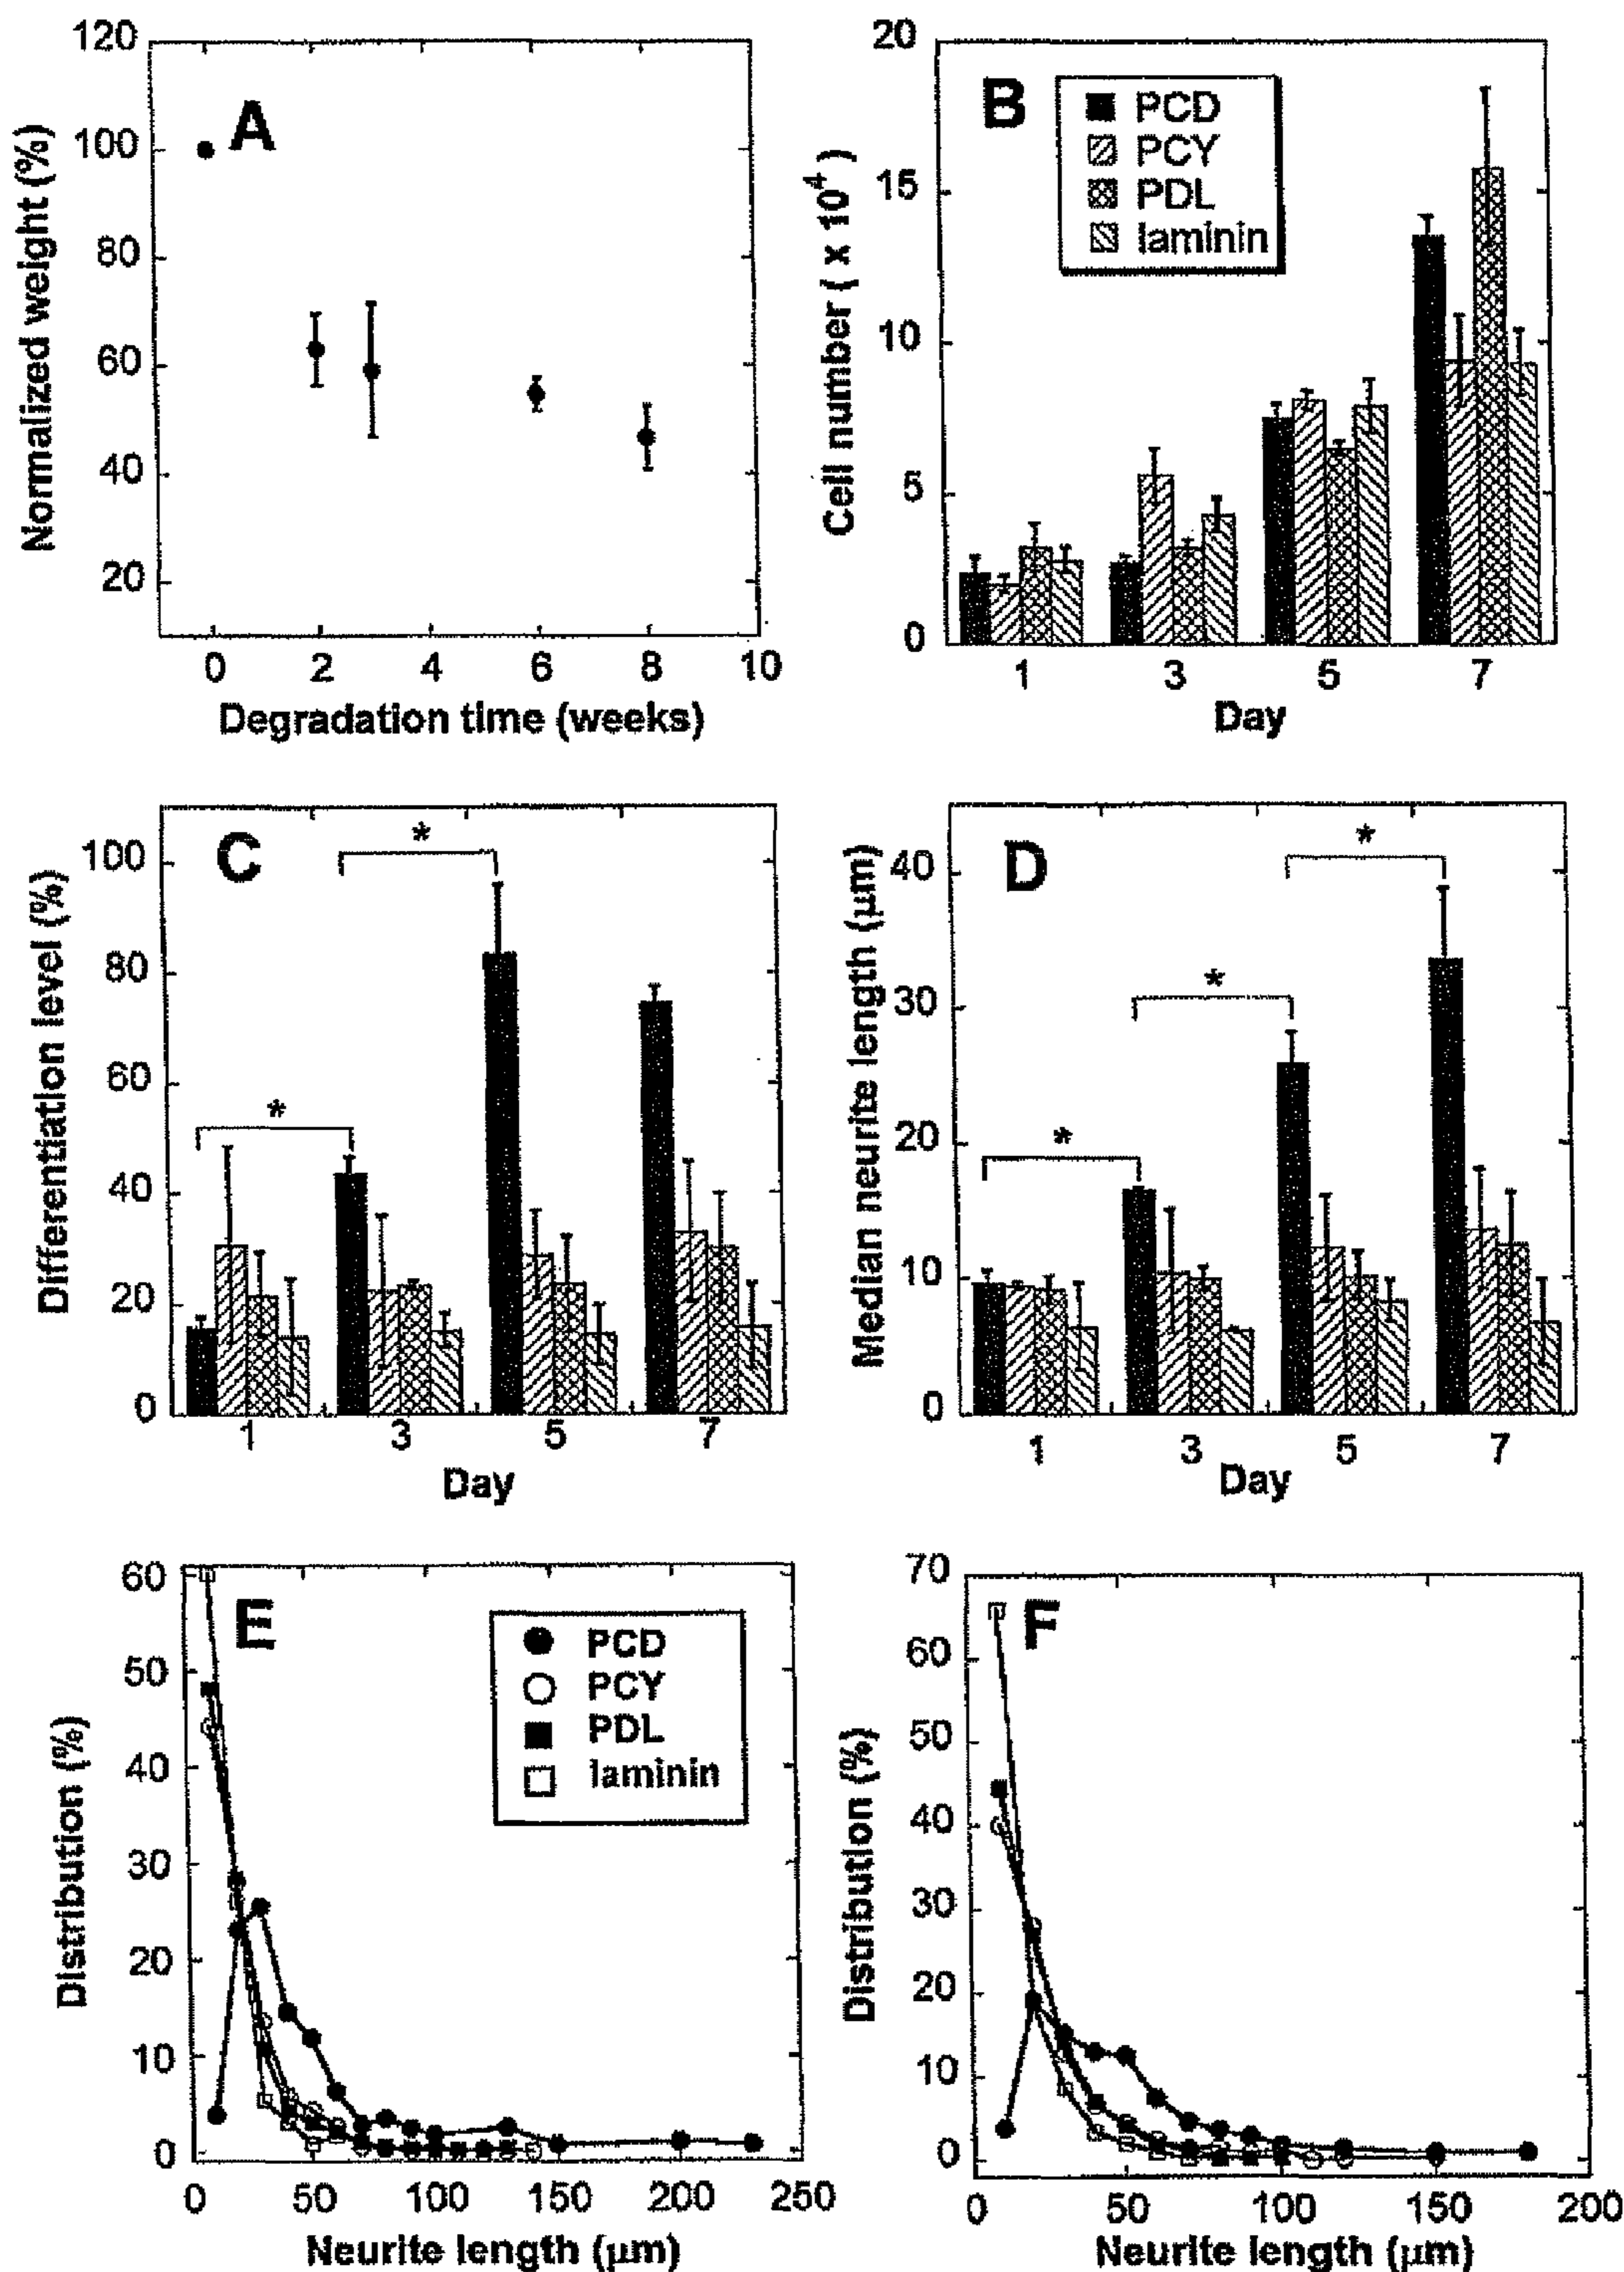 A
Normalized weight (%)
120
100
80
60
40
20
0 2 4 6 8 10
Degradation time (weeks)
B
PCD
PCY
PDL
laminin
Cell number ( x 10⁴ )
20
15
10
5
0
1 3 5 7
Day
C
Differentiation level (%)
100
80
60
40
20
0
* *
1 3 5 7
Day
D
Median neurite length (μm)
40
30
20
10
0
* * *
1 3 5 7
Day
E
PCD
PCY
PDL
laminin
Distribution (%)
60
50
40
30
20
10
0
0 50 100 150 200 250
Neurite length (μm)
F
Distribution (%)
70
60
50
40
30
20
10
0
0 50 100 150 200
Neurite length (μm)